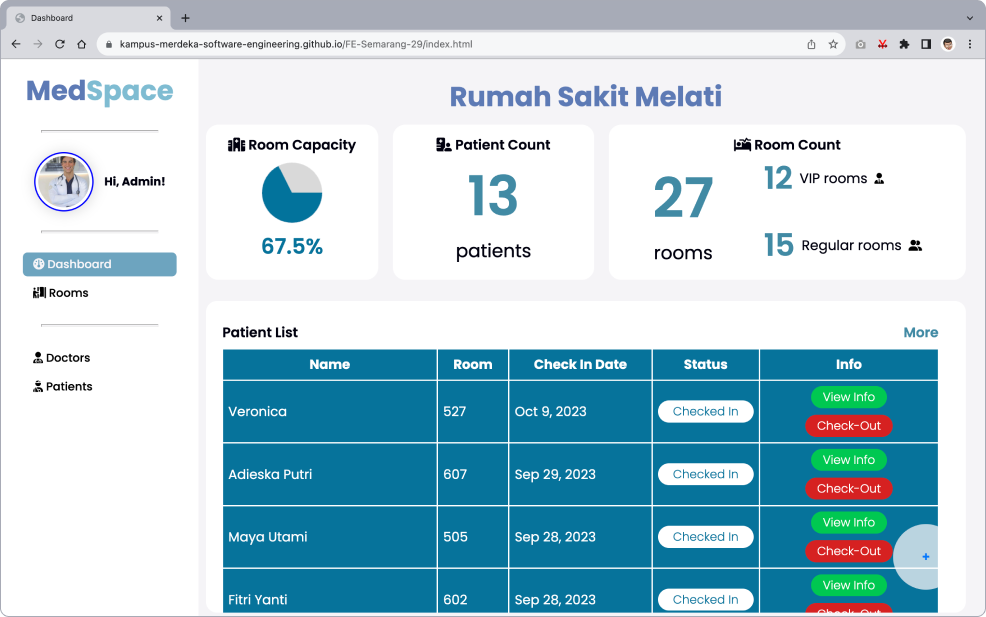 Dashboard
kampus-merdeka-software-engineering.github.io/FE-Semarang-29/index.html
MedSpace
Hi, Admin!
Dashboard
Rooms
Doctors
Patients
Rumah Sakit Melati
Room Capacity
67.5%
Patient Count
13
patients
Room Count
27
rooms
12 VIP rooms
15 Regular rooms
Patient List
More
Name Room Check In Date Status Info
Veronica 527 Oct 9, 2023 Checked In View Info
Check-Out
Adieska Putri 607 Sep 29, 2023 Checked In View Info
Check-Out
Maya Utami 505 Sep 28, 2023 Checked In View Info
Check-Out
+
Fitri Yanti 602 Sep 28, 2023 Checked In View Info
Check-Out